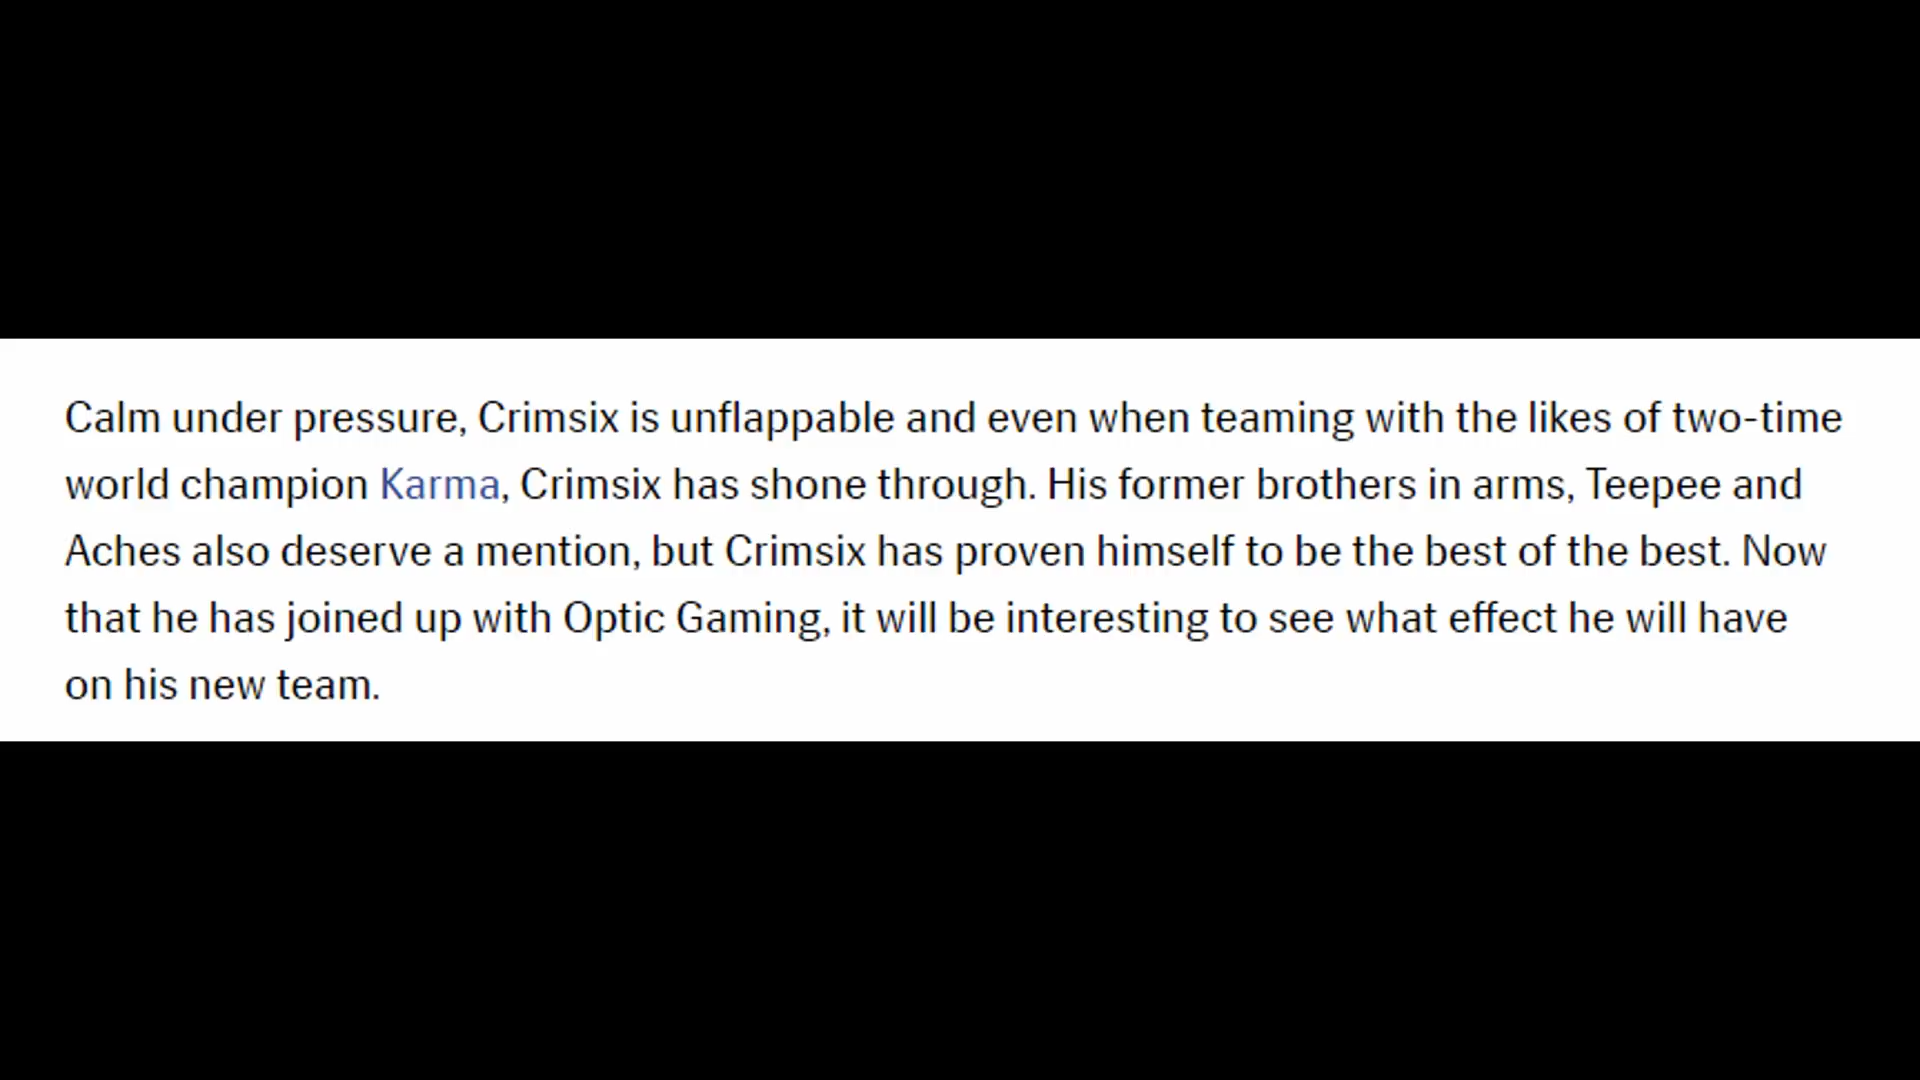 Calm under pressure, Crimsix is unflappable and even when teaming with the likes of two-time
world champion Karma, Crimsix has shone through. His former brothers in arms, Teepee and
Aches also deserve a mention, but Crimsix has proven himself to be the best of the best. Now
that he has joined up with Optic Gaming, it will be interesting to see what effect he will have
on his new team.